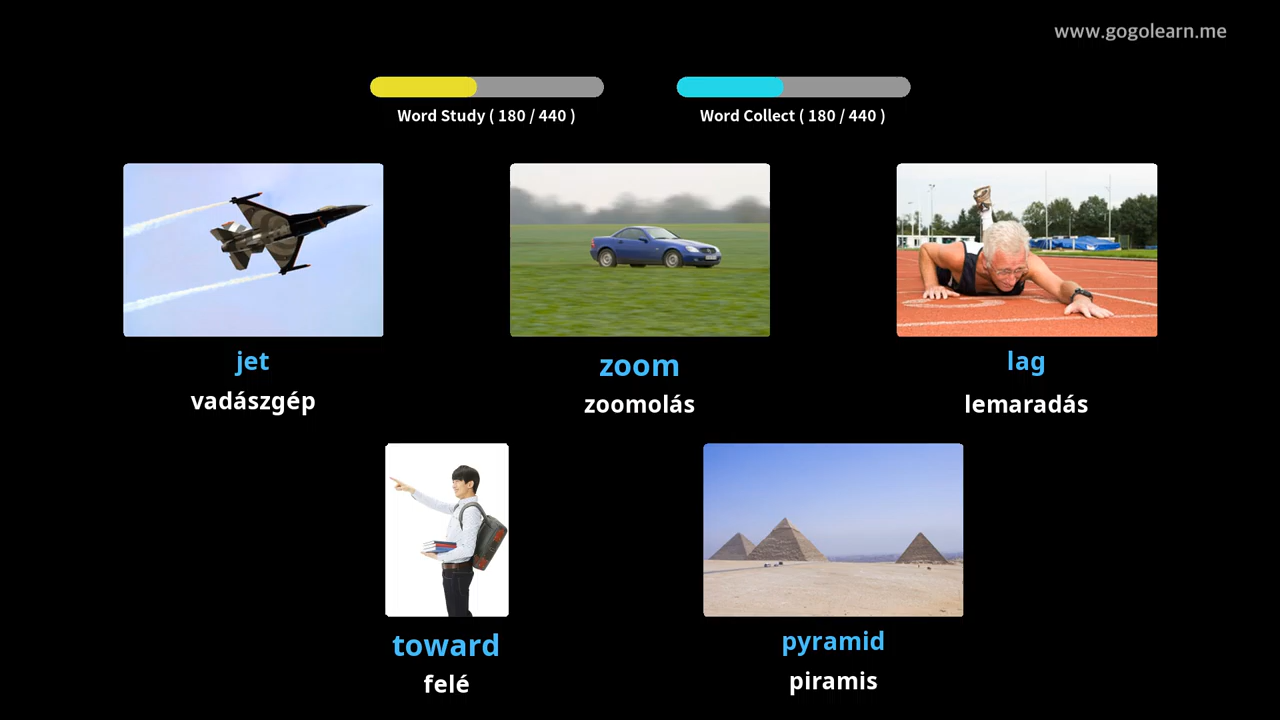 www.gogolearn.me
Word Study ( 180 / 440 )
Word Collect ( 180 / 440 )
jet
vadászgép
zoom
zoomolás
lag
lemaradás
toward
felé
pyramid
piramis